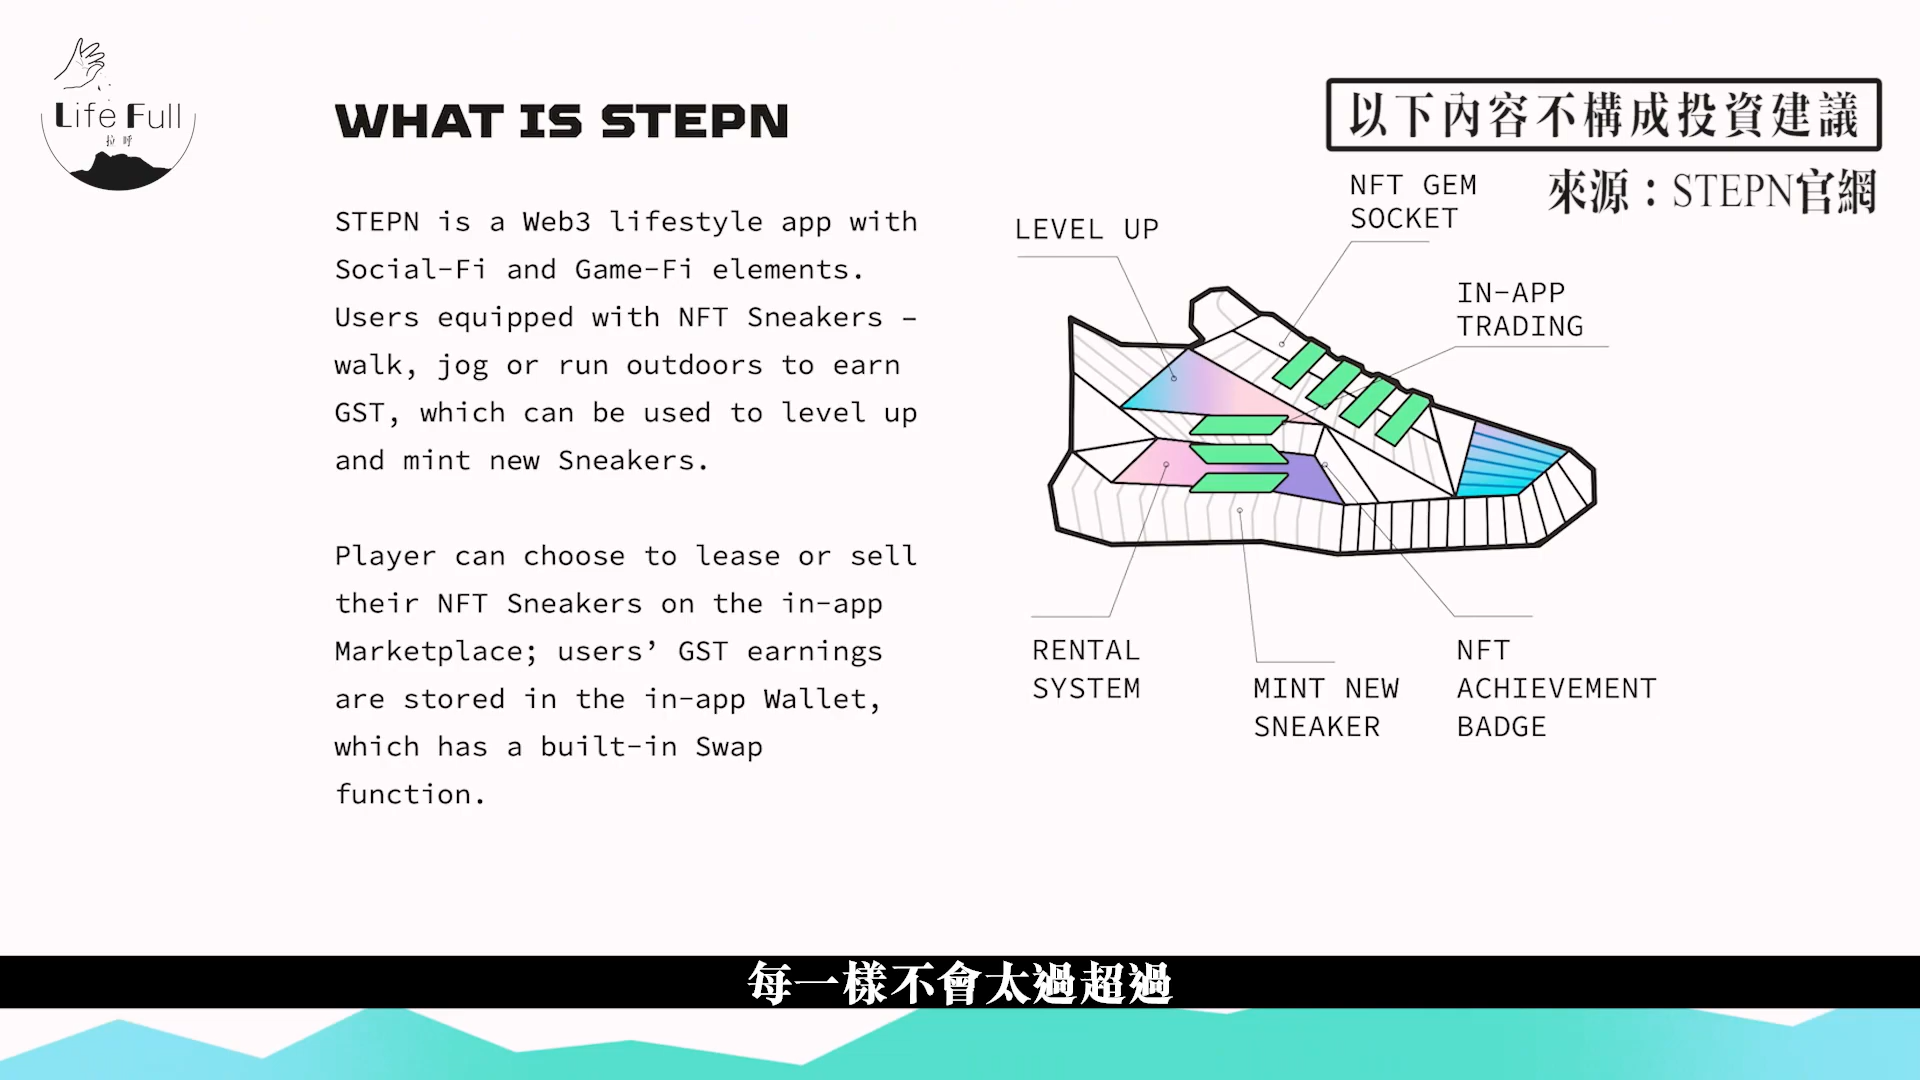 Life Full
拉呼
WHAT IS STEPN
以下內容不構成投資建議
來源：STEPN官網
STEPN is a Web3 lifestyle app with
Social-Fi and Game-Fi elements.
Users equipped with NFT Sneakers –
walk, jog or run outdoors to earn
GST, which can be used to level up
and mint new Sneakers.
Player can choose to lease or sell
their NFT Sneakers on the in-app
Marketplace; users’ GST earnings
are stored in the in-app Wallet,
which has a built-in Swap
function.
LEVEL UP
NFT GEM
SOCKET
IN-APP
TRADING
RENTAL
SYSTEM
MINT NEW
SNEAKER
NFT
ACHIEVEMENT
BADGE
每一樣不會太過超過